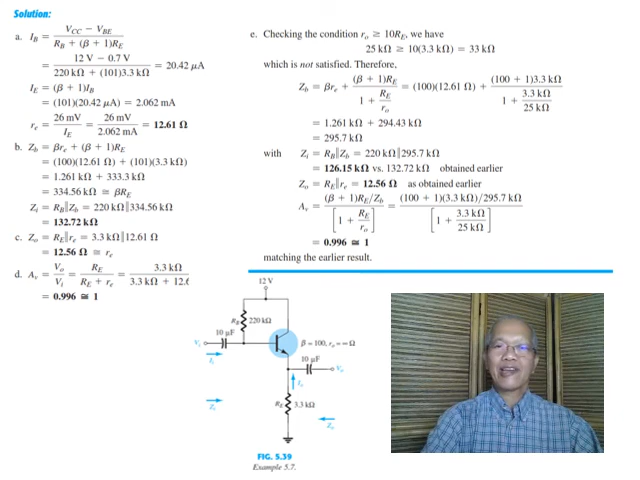 Solution:
a. I_B = (V_CC − V_BE) / (R_B + (β + 1)R_E)
= (12 V − 0.7 V) / (220 kΩ + (101)3.3 kΩ) = 20.42 μA
I_E = (β + 1)I_B
= (101)(20.42 μA) = 2.062 mA
r_e = 26 mV / I_E = 26 mV / 2.062 mA = 12.61 Ω
b. Z_b = βr_e + (β + 1)R_E
= (100)(12.61 Ω) + (101)(3.3 kΩ)
= 1.261 kΩ + 333.3 kΩ
= 334.56 kΩ ≅ βR_E
Z_i = R_B‖Z_b = 220 kΩ‖334.56 kΩ
= 132.72 kΩ
c. Z_o = R_E‖r_e = 3.3 kΩ‖12.61 Ω
= 12.56 Ω ≅ r_e
d. A_v = V_o / V_i = R_E / (R_E + r_e) = 3.3 kΩ / 3.3 kΩ + 12.6
= 0.996 ≅ 1
e. Checking the condition r_o ≥ 10R_E, we have
25 kΩ ≥ 10(3.3 kΩ) = 33 kΩ
which is not satisfied. Therefore,
Z_b = βr_e + (β + 1)R_E / (1 + R_E / r_o) = (100)(12.61 Ω) + (100 + 1)3.3 kΩ / (1 + 3.3 kΩ / 25 kΩ)
= 1.261 kΩ + 294.43 kΩ
= 295.7 kΩ
with Z_i = R_B‖Z_b = 220 kΩ‖295.7 kΩ
= 126.15 kΩ vs. 132.72 kΩ obtained earlier
Z_o = R_E‖r_e = 12.56 Ω as obtained earlier
A_v = (β + 1)R_E/Z_b / [1 + R_E / r_o] = (100 + 1)(3.3 kΩ)/295.7 kΩ / [1 + 3.3 kΩ / 25 kΩ]
= 0.996 ≅ 1
matching the earlier result.
12 V
R_B 220 kΩ
10 μF
V_i
I_i
β = 100, r_o = ∞ Ω
10 μF
V_o
I_o
R_E 3.3 kΩ
Z_i
Z_o
FIG. 5.39
Example 5.7.